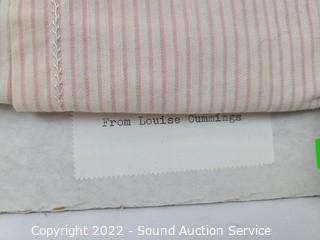 From Louise Cummings
Copyright 2022 - Sound Auction Service